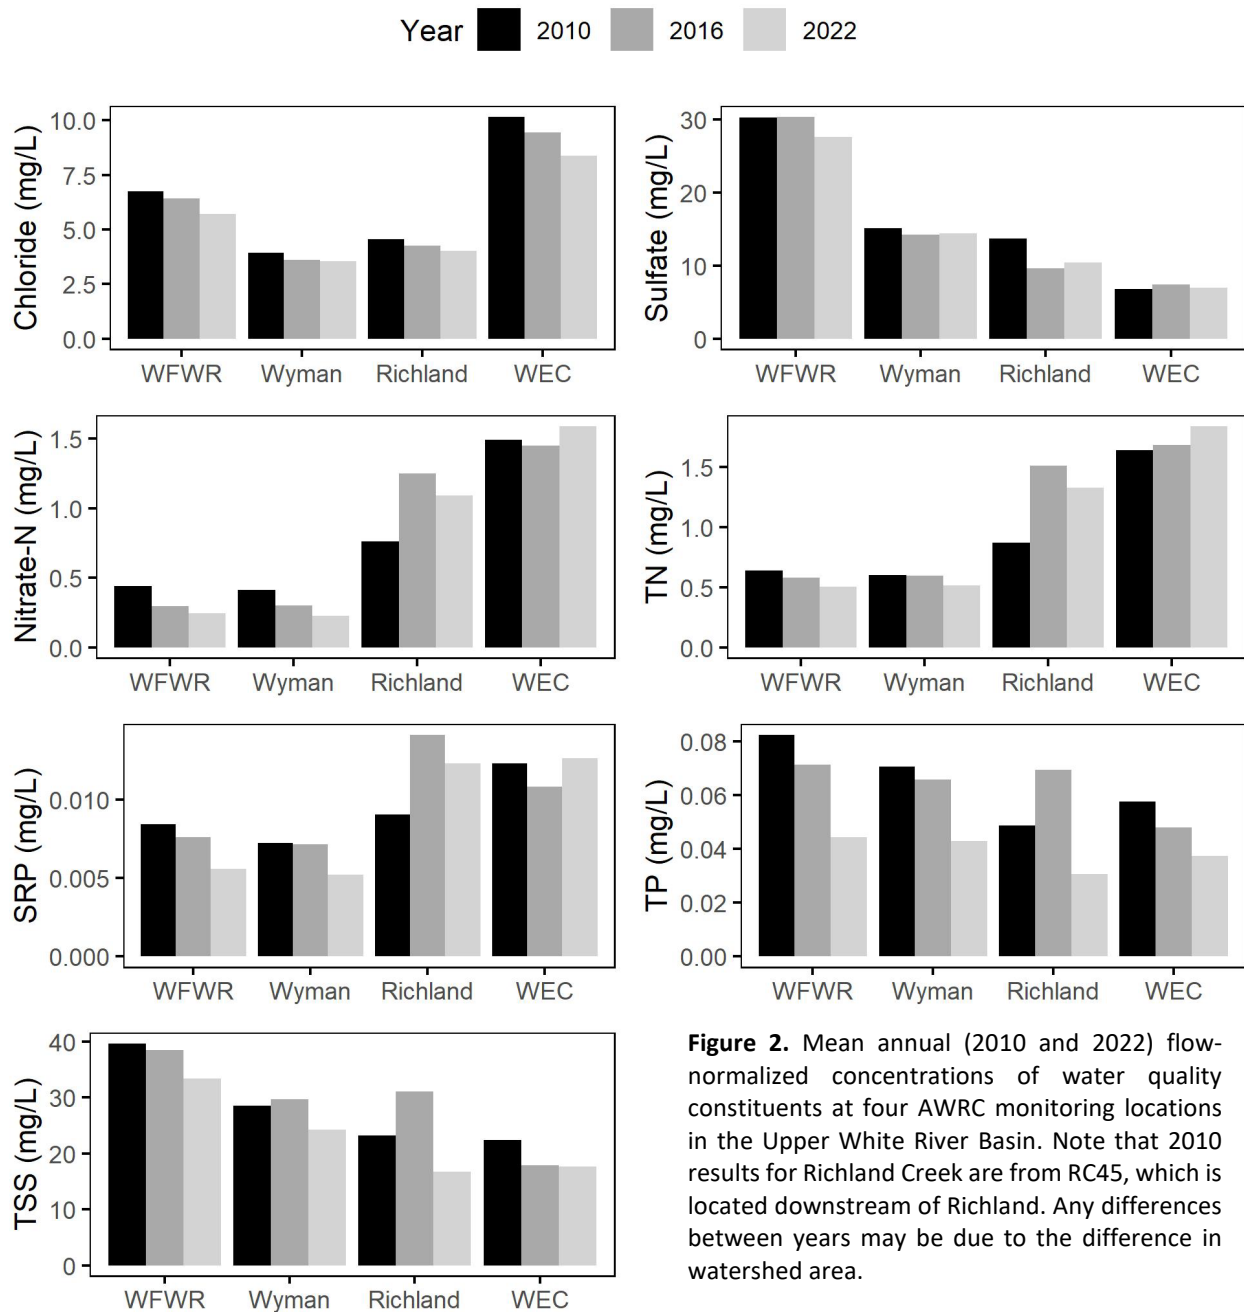 Year 2010 2016 2022
Chloride (mg/L)
10.0
7.5
5.0
2.5
0.0
WFWR Wyman Richland WEC
Sulfate (mg/L)
30
20
10
0
WFWR Wyman Richland WEC
Nitrate-N (mg/L)
1.5
1.0
0.5
0.0
WFWR Wyman Richland WEC
TN (mg/L)
1.5
1.0
0.5
0.0
WFWR Wyman Richland WEC
SRP (mg/L)
0.010
0.005
0.000
WFWR Wyman Richland WEC
TP (mg/L)
0.08
0.06
0.04
0.02
0.00
WFWR Wyman Richland WEC
TSS (mg/L)
40
30
20
10
0
WFWR Wyman Richland WEC
Figure 2. Mean annual (2010 and 2022) flow-
normalized concentrations of water quality
constituents at four AWRC monitoring locations
in the Upper White River Basin. Note that 2010
results for Richland Creek are from RC45, which is
located downstream of Richland. Any differences
between years may be due to the difference in
watershed area.